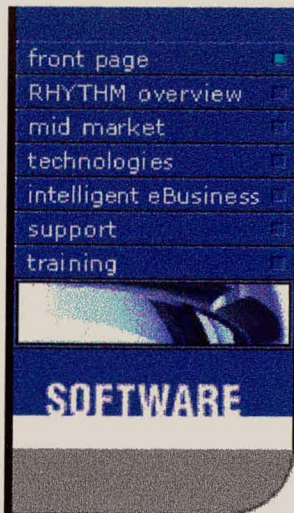 front page
RHYTHM overview
mid market
technologies
intelligent eBusiness
support
training
SOFTWARE